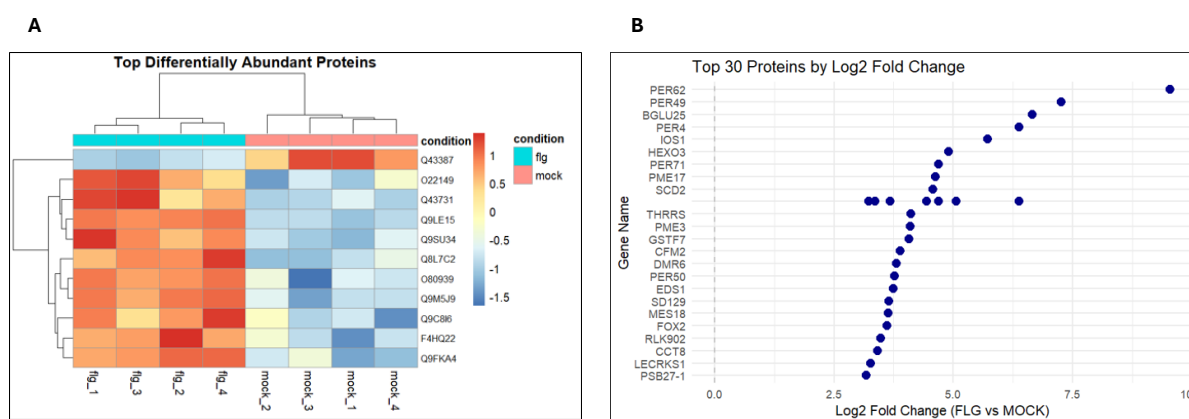 A
B
Top Differentially Abundant Proteins
condition
Q43387
O22149
Q43731
Q9LE15
Q9SU34
Q8L7C2
O80939
Q9M5J9
Q9C8I6
F4HQ22
Q9FKA4
flg_1
flg_3
flg_2
flg_4
mock_2
mock_3
mock_1
mock_4
1
0.5
0
-0.5
-1
-1.5
condition
flg
mock
Top 30 Proteins by Log2 Fold Change
Gene Name
PER62
PER49
BGLU25
PER4
IOS1
HEXO3
PER71
PME17
SCD2
THRRS
PME3
GSTF7
CFM2
DMR6
PER50
EDS1
SD129
MES18
FOX2
RLK902
CCT8
LECRKS1
PSB27-1
0.0
2.5
5.0
7.5
10
Log2 Fold Change (FLG vs MOCK)